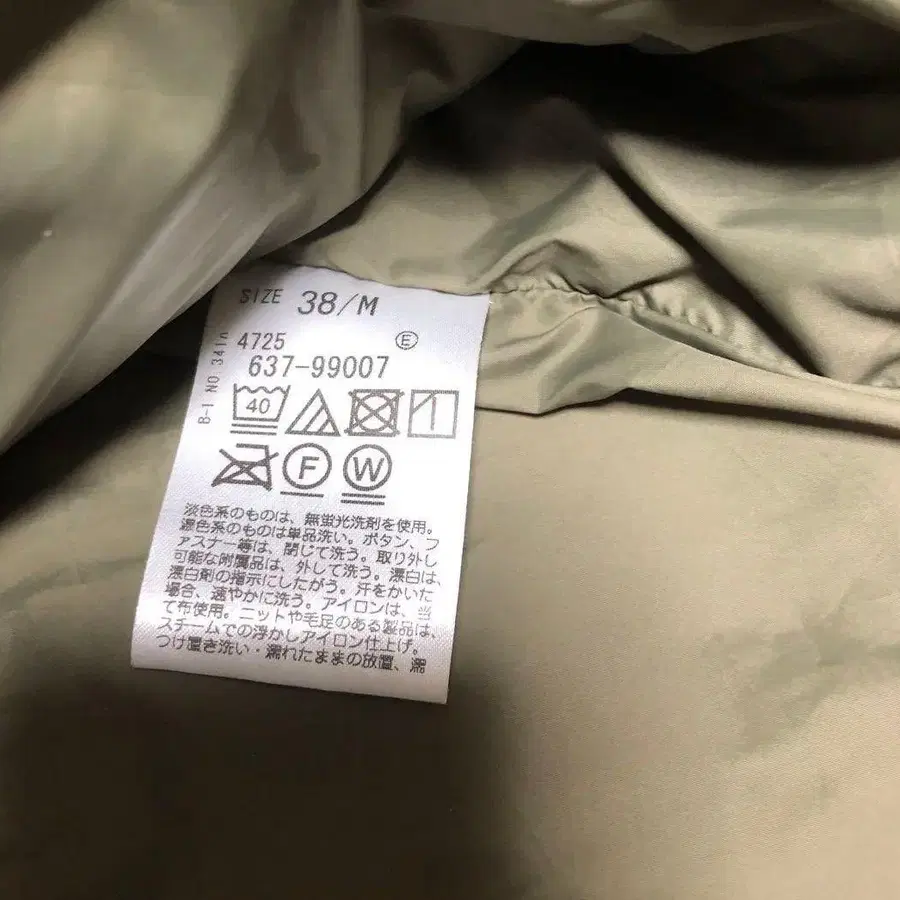 SIZE 38/M
4725 Ⓔ
637-99007
B-1 NO 341
40
F W
淡色系のものは、無蛍光洗剤を使用。
濃色系のものは単品洗い。ボタン、フ
ァスナー等は、閉じて洗う。取り外し
可能な附属品は、外して洗う。漂白は、
漂白剤の指示にしたがう。汗をかいた
場合、速やかに洗う。アイロンは、当
て布使用。ニットや毛足のある製品は、
スチームでの浮かしアイロン仕上げ。
つけ置き洗い・濡れたままの放置、濡